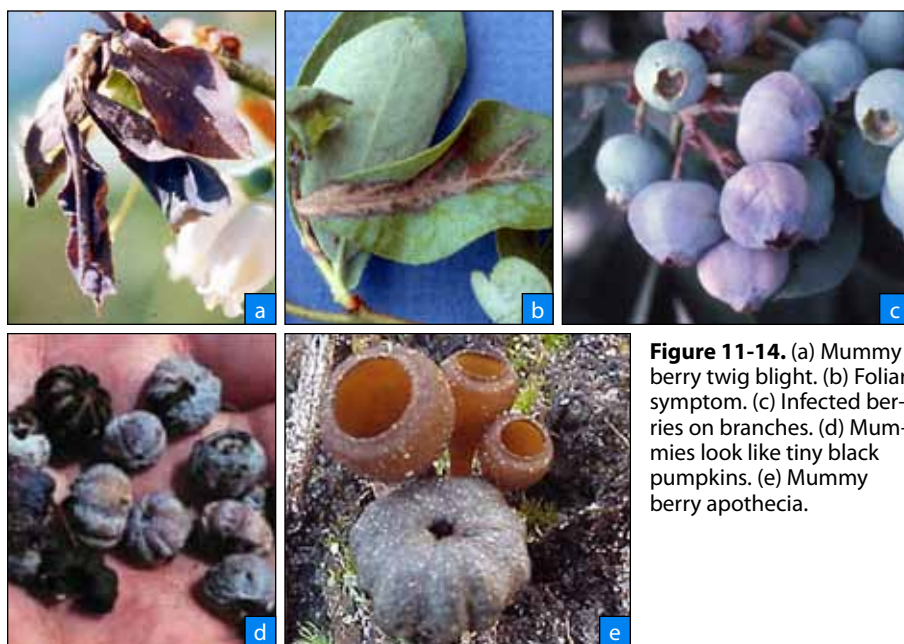 a
b
c
d
e
Figure 11-14. (a) Mummy
berry twig blight. (b) Foliar
symptom. (c) Infected ber-
ries on branches. (d) Mum-
mies look like tiny black
pumpkins. (e) Mummy
berry apothecia.